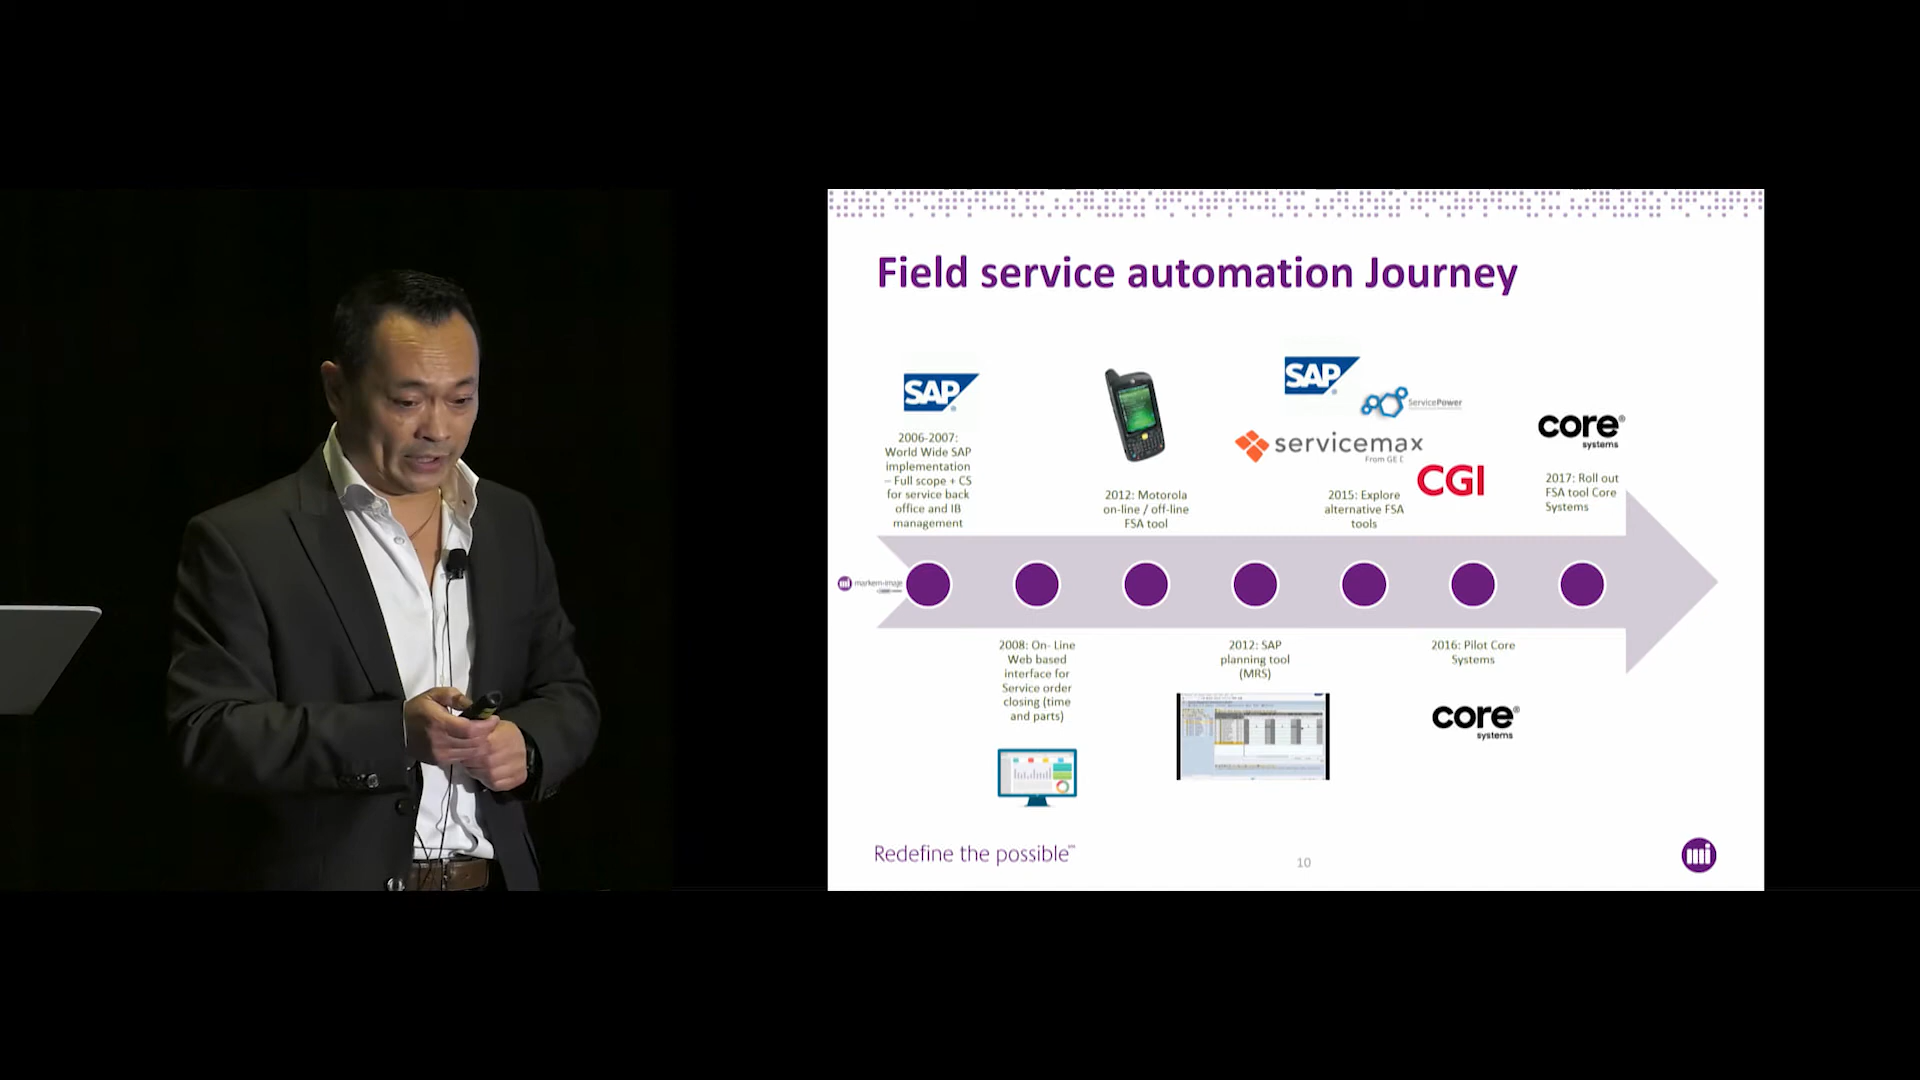 Field service automation Journey
SAP
2006-2007:
World Wide SAP
implementation
– Full scope + CS
for service back
office and IB
management
2012: Motorola
on-line / off-line
FSA tool
SAP
ServicePower
servicemax
From GE
CGI
2015: Explore
alternative FSA
tools
core
systems
2017: Roll out
FSA tool Core
Systems
markem-imaje
2008: On- Line
Web based
interface for
Service order
closing (time
and parts)
2012: SAP
planning tool
(MRS)
2016: Pilot Core
Systems
core
systems
Redefine the possible℠
10
mi